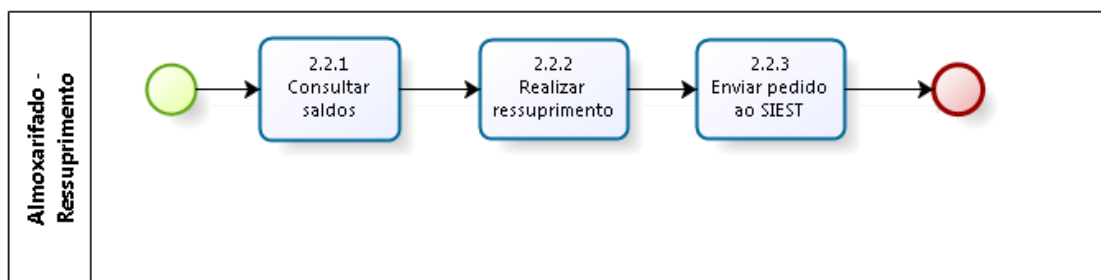 Almoxarifado -
Ressuprimento
2.2.1
Consultar
saldos
2.2.2
Realizar
ressuprimento
2.2.3
Enviar pedido
ao SIEST